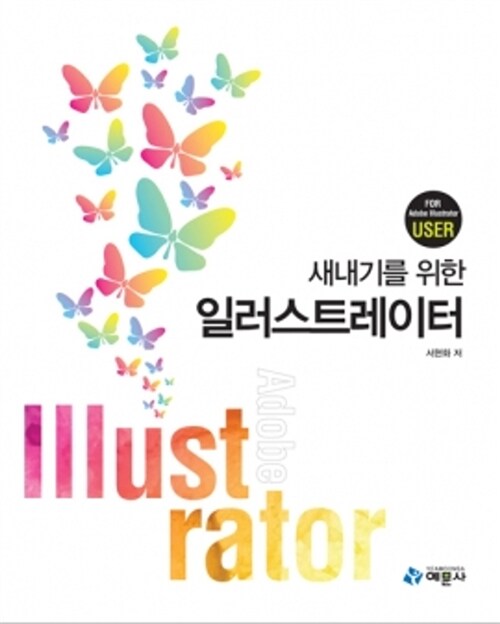 FOR
Adobe Illustrator
USER
새내기를 위한
일러스트레이터
서현화 저
Adobe
Illust
rator
YEAMOONSA
예문사